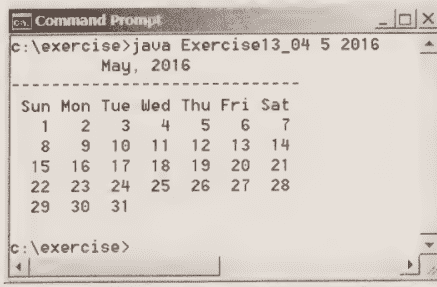 Command Prompt
c:\exercise>java Exercise13_04 5 2016
May, 2016
-----------------------------
Sun Mon Tue Wed Thu Fri Sat
1 2 3 4 5 6 7
8 9 10 11 12 13 14
15 16 17 18 19 20 21
22 23 24 25 26 27 28
29 30 31
c:\exercise>